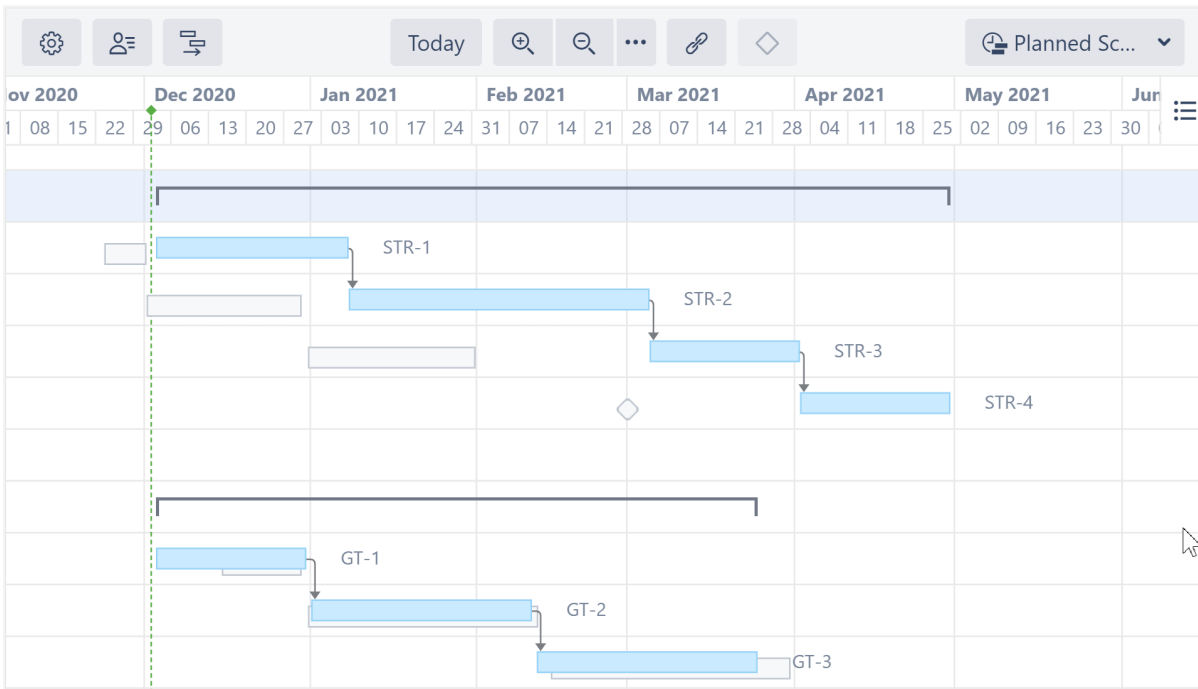 Today Planned Sc...
ov 2020 Dec 2020 Jan 2021 Feb 2021 Mar 2021 Apr 2021 May 2021 Jun
1 08 15 22 29 06 13 20 27 03 10 17 24 31 07 14 21 28 07 14 21 28 04 11 18 25 02 09 16 23 30
STR-1
STR-2
STR-3
STR-4
GT-1
GT-2
GT-3